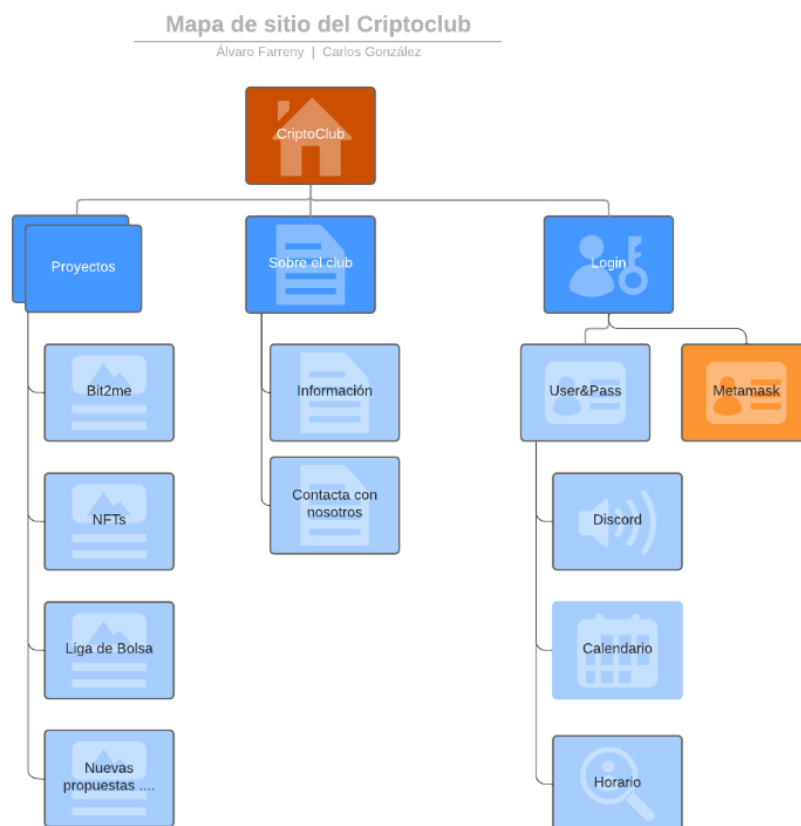 Mapa de sitio del Criptoclub
Álvaro Farreny | Carlos González
CriptoClub
Proyectos
Sobre el club
Login
Bit2me
Información
User&Pass
Metamask
NFTs
Contacta con
nosotros
Discord
Liga de Bolsa
Calendario
Nuevas
propuestas ....
Horario